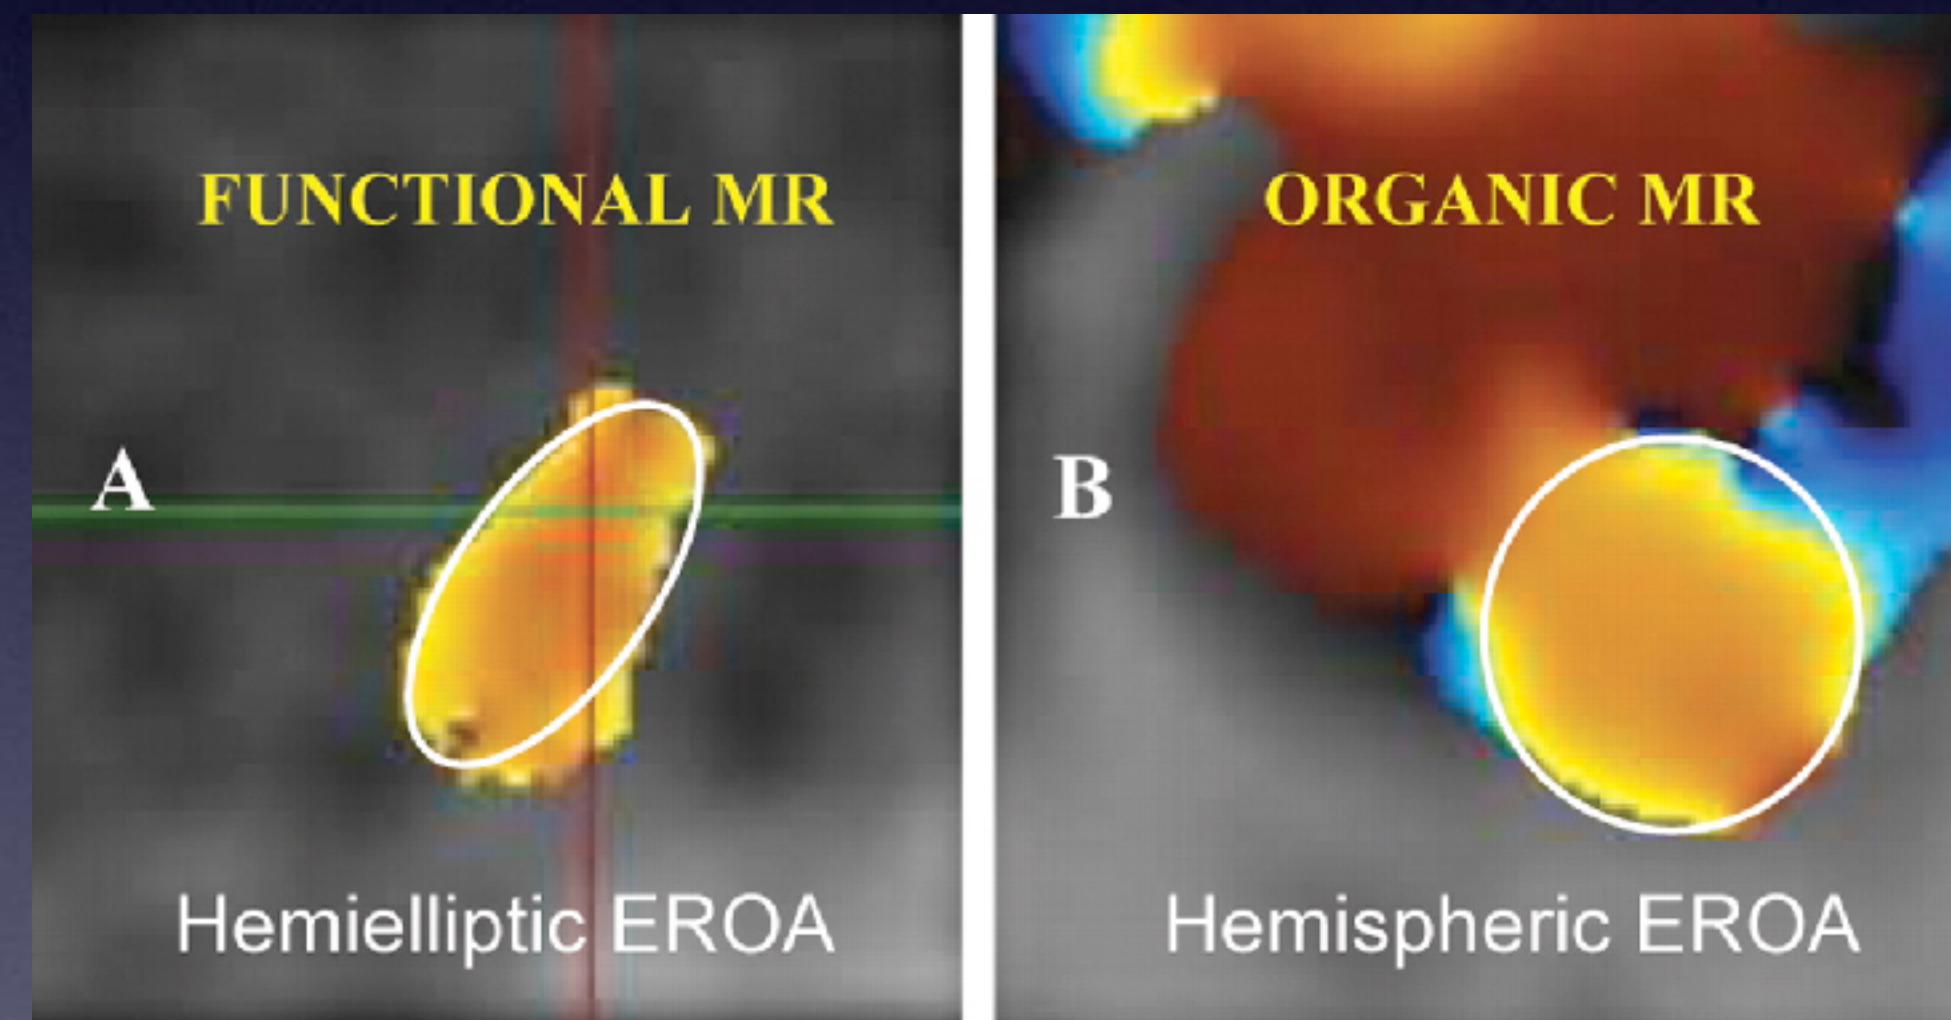 FUNCTIONAL MR
A
Hemielliptic EROA
ORGANIC MR
B
Hemispheric EROA